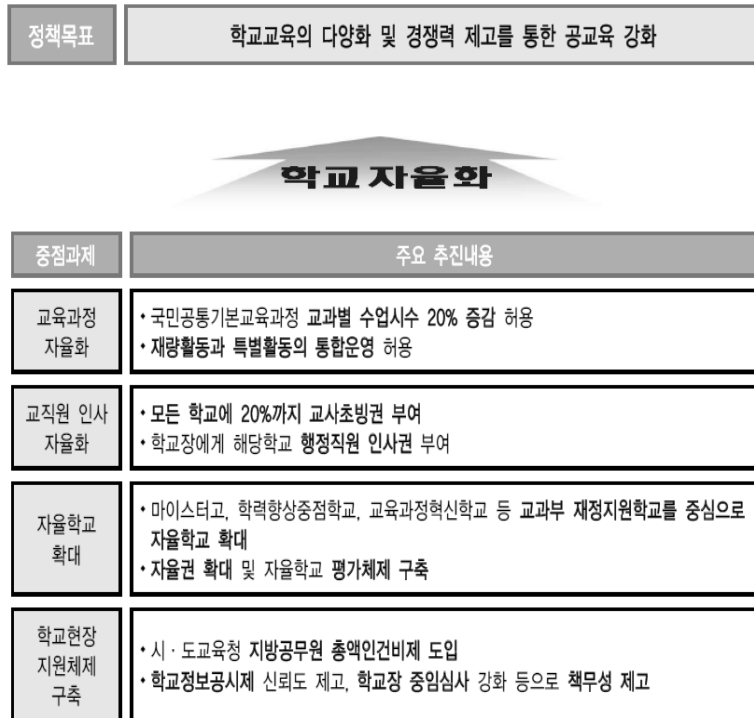 정책목표
학교교육의 다양화 및 경쟁력 제고를 통한 공교육 강화
학교자율화
중점과제
주요 추진내용
교육과정
자율화
• 국민공통기본교육과정 교과별 수업시수 20% 증감 허용
• 재량활동과 특별활동의 통합운영 허용
교직원 인사
자율화
• 모든 학교에 20%까지 교사초빙권 부여
• 학교장에게 해당학교 행정직원 인사권 부여
자율학교
확대
• 마이스터고, 학력향상중점학교, 교육과정혁신학교 등 교과부 재정지원학교를 중심으로
자율학교 확대
• 자율권 확대 및 자율학교 평가체제 구축
학교현장
지원체제
구축
• 시 · 도교육청 지방공무원 총액인건비제 도입
• 학교정보공시제 신뢰도 제고, 학교장 중임심사 강화 등으로 책무성 제고